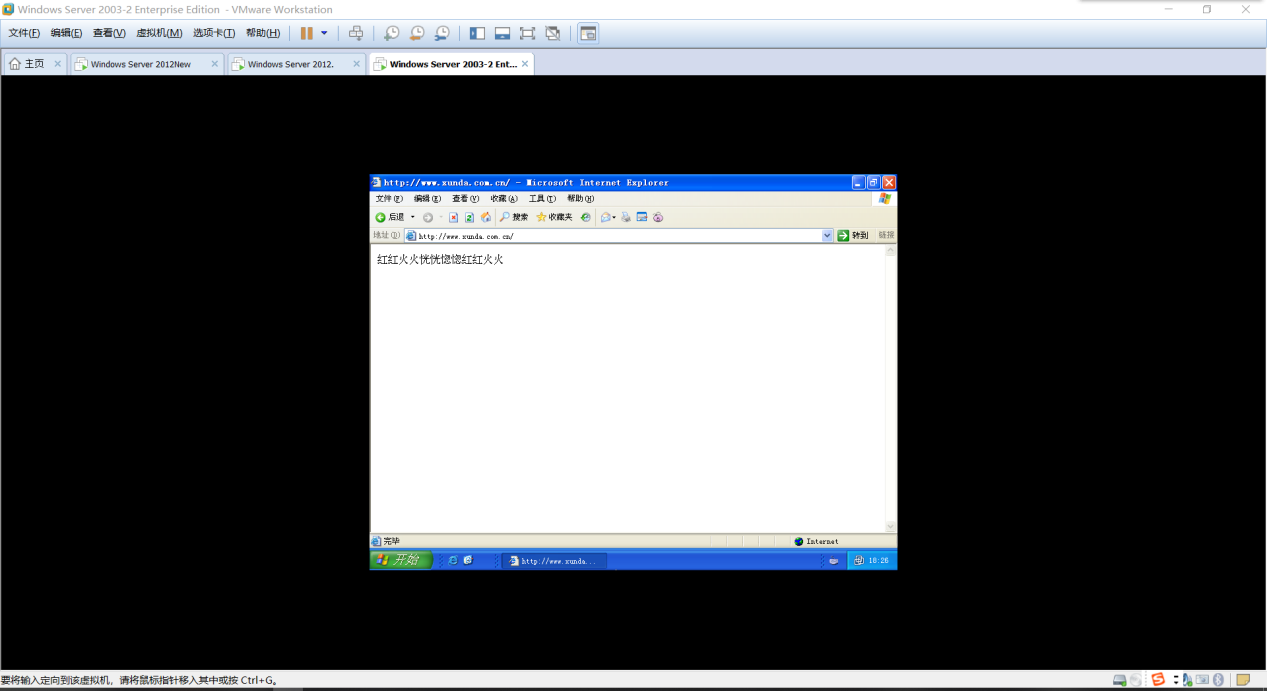 Windows Server 2003-2 Enterprise Edition - VMware Workstation
文件(F) 编辑(E) 查看(V) 虚拟机(M) 选项卡(T) 帮助(H)
主页 Windows Server 2012New Windows Server 2012. Windows Server 2003-2 Ent...
http://www.xunda.com.cn/ - Microsoft Internet Explorer
文件(F) 编辑(E) 查看(V) 收藏(A) 工具(T) 帮助(H)
后退 搜索 收藏夹
地址(D) http://www.xunda.com.cn/ 转到 链接
红红火火恍恍惚惚红红火火
完毕 Internet
开始 http://www.xunda... 18:26
要将输入定向到该虚拟机，请将鼠标指针移入其中或按 Ctrl+G。